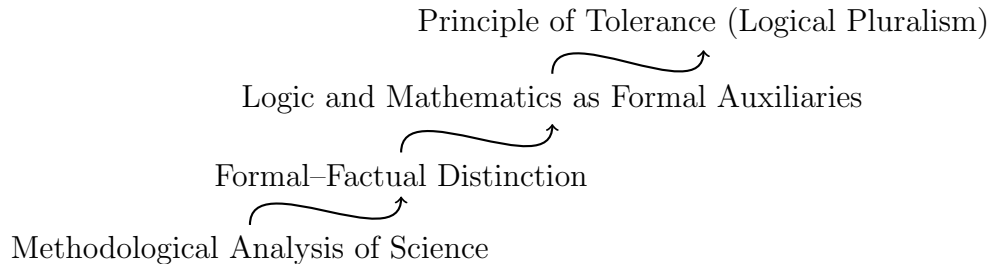 Principle of Tolerance (Logical Pluralism)
Logic and Mathematics as Formal Auxiliaries
Formal–Factual Distinction
Methodological Analysis of Science